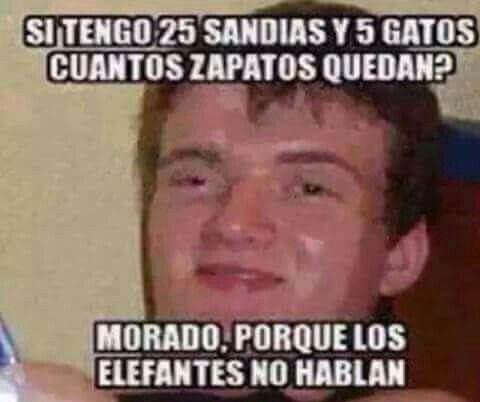 SI TENGO 25 SANDIAS Y 5 GATOS
CUANTOS ZAPATOS QUEDAN?
MORADO, PORQUE LOS
ELEFANTES NO HABLAN